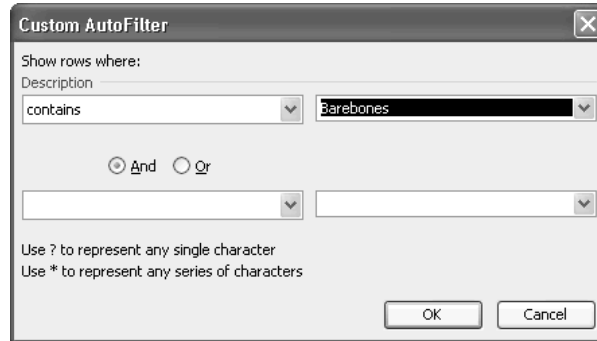 Custom AutoFilter
Show rows where:
Description
contains Barebones
And Or
Use ? to represent any single character
Use * to represent any series of characters
OK Cancel